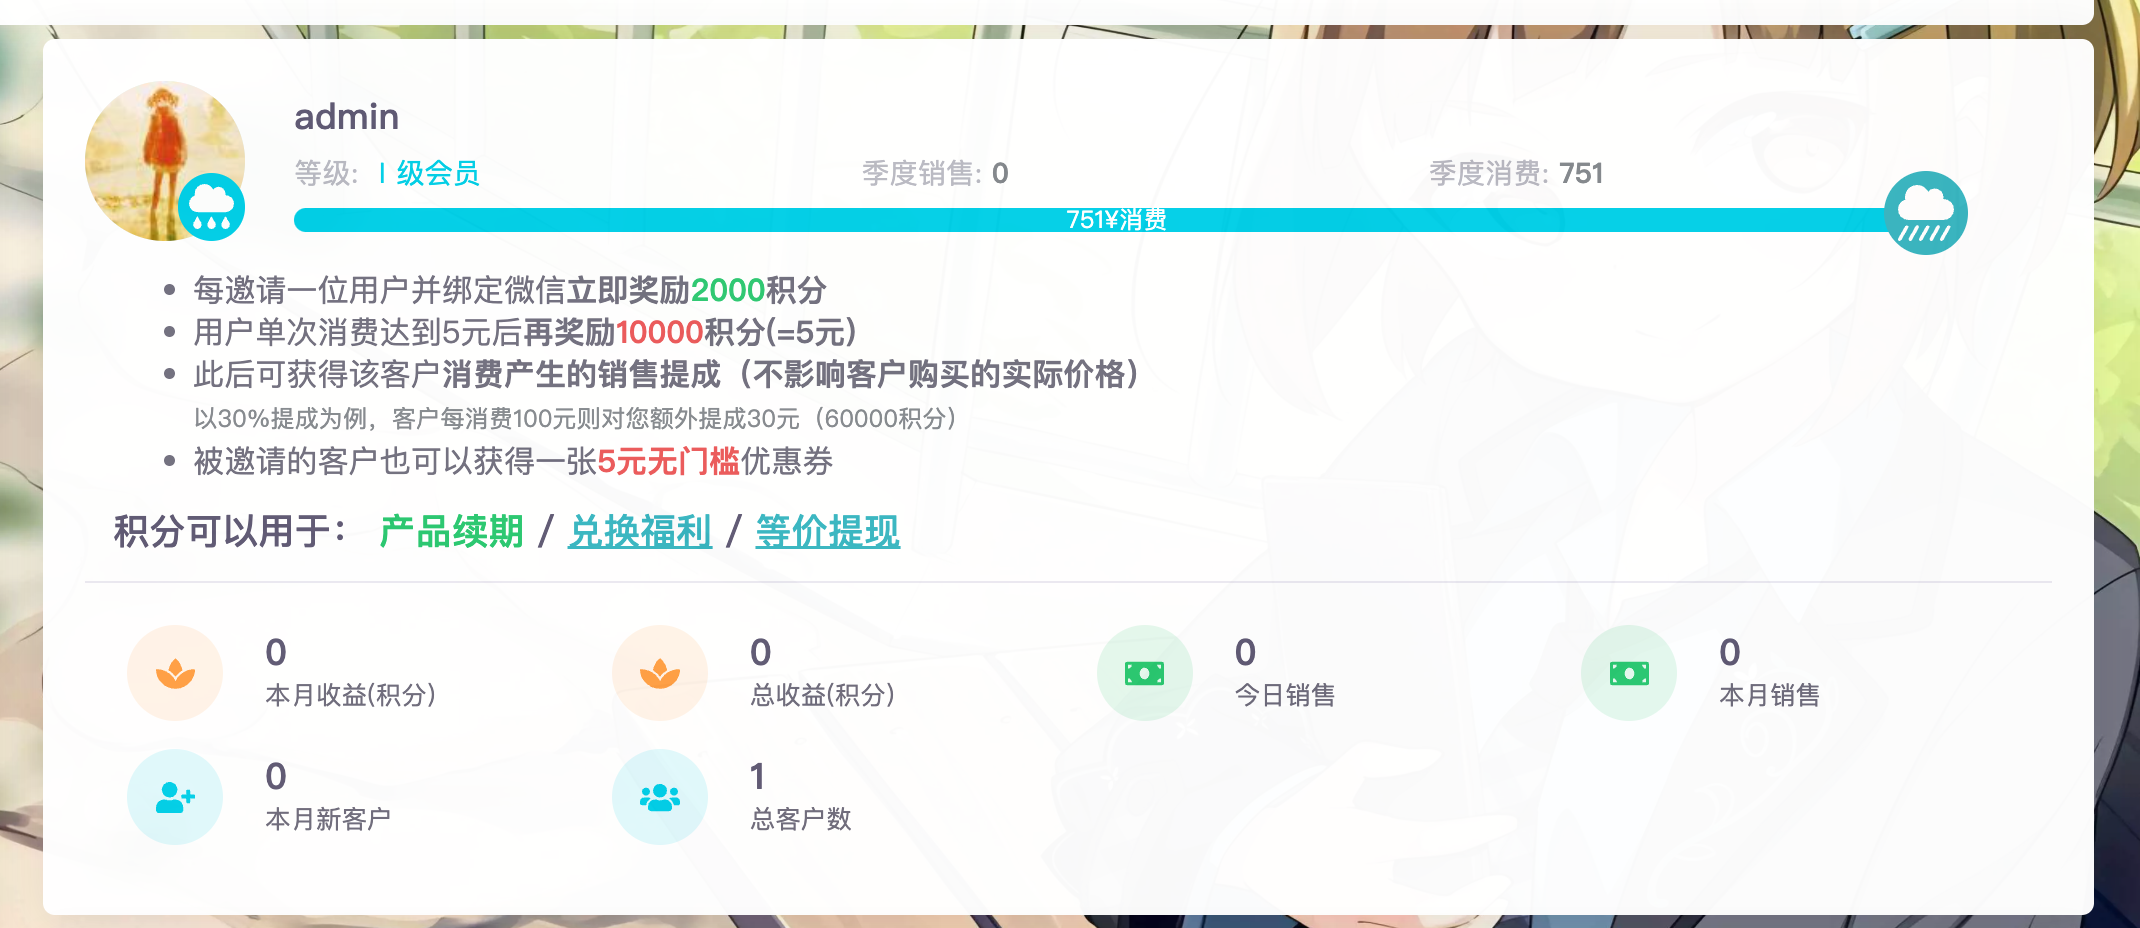 admin
等级: I 级会员
季度销售: 0
季度消费: 751
751¥消费
每邀请一位用户并绑定微信立即奖励2000积分
用户单次消费达到5元后再奖励10000积分(=5元)
此后可获得该客户消费产生的销售提成（不影响客户购买的实际价格）
以30%提成为例，客户每消费100元则对您额外提成30元（60000积分）
被邀请的客户也可以获得一张5元无门槛优惠券
积分可以用于： 产品续期 / 兑换福利 / 等价提现
0
本月收益(积分)
0
总收益(积分)
0
今日销售
0
本月销售
0
本月新客户
1
总客户数